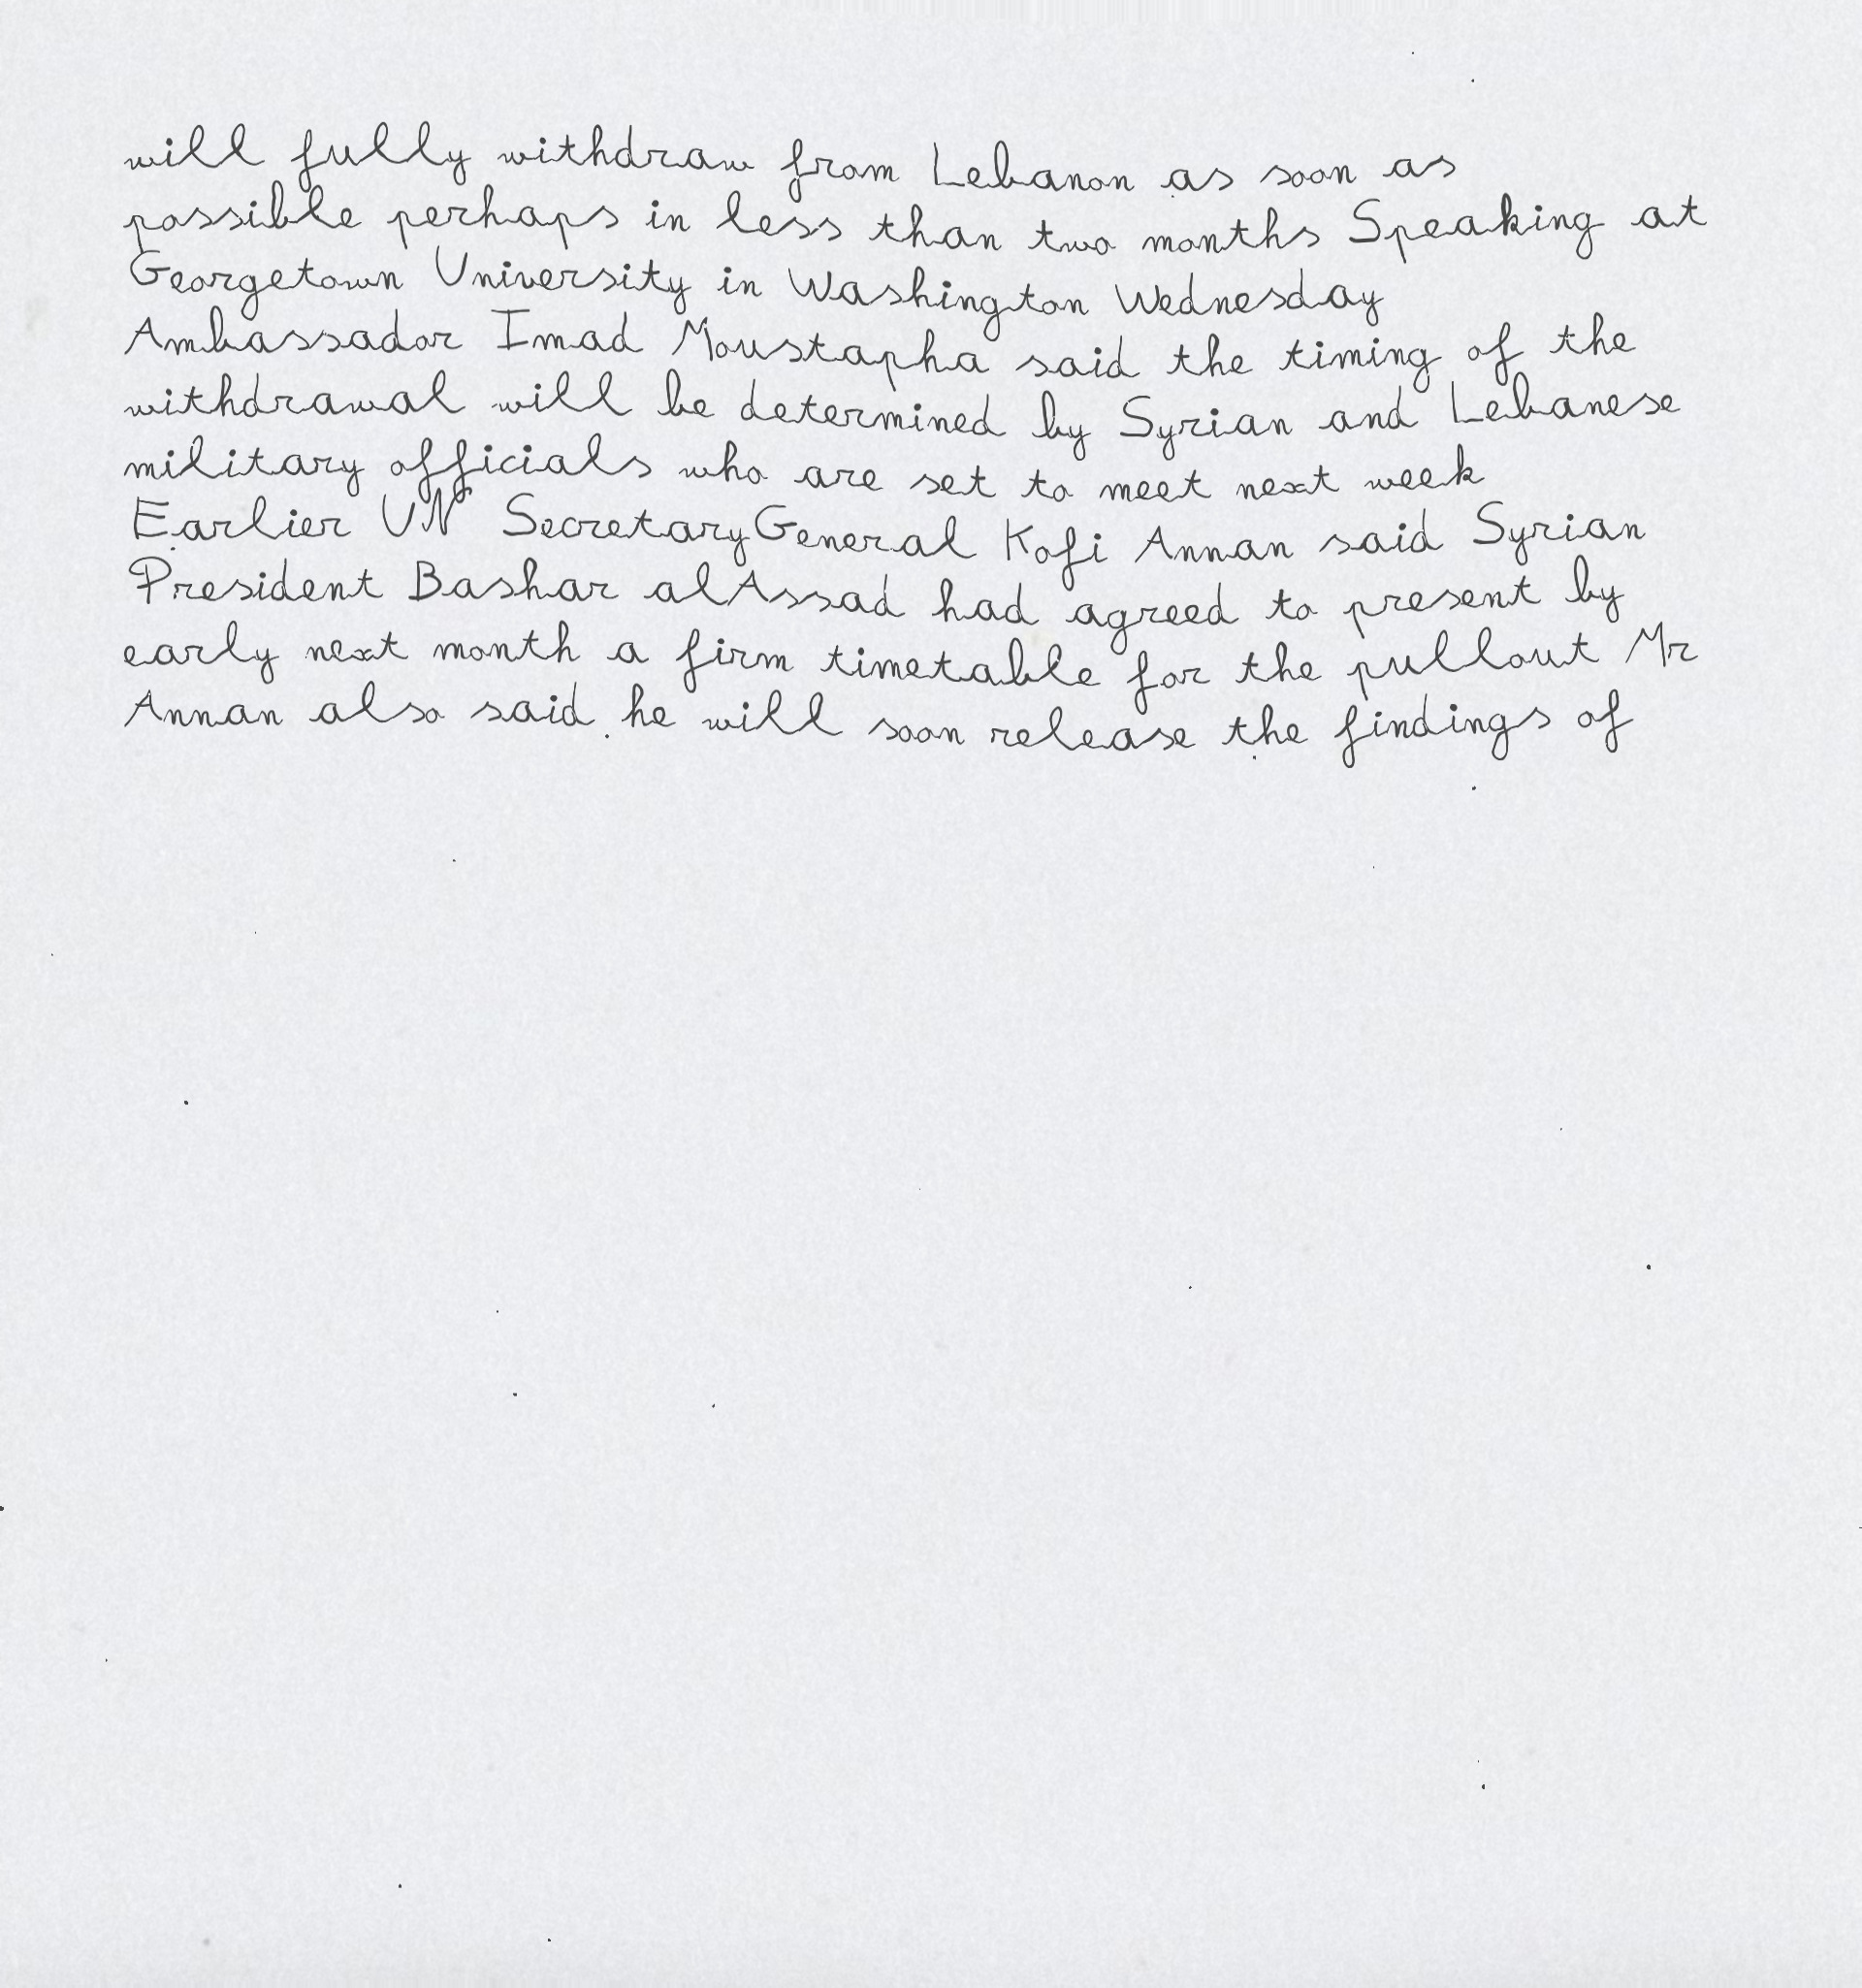 will fully withdraw from Lebanon as soon as
possible perhaps in less than two months Speaking at
Georgetown University in Washington Wednesday
Ambassador Imad Moustapha said the timing of the
withdrawal will be determined by Syrian and Lebanese
military officials who are set to meet next week
Earlier UN SecretaryGeneral Kofi Annan said Syrian
President Bashar alAssad had agreed to present by
early next month a firm timetable for the pullout Mr
Annan also said he will soon release the findings of